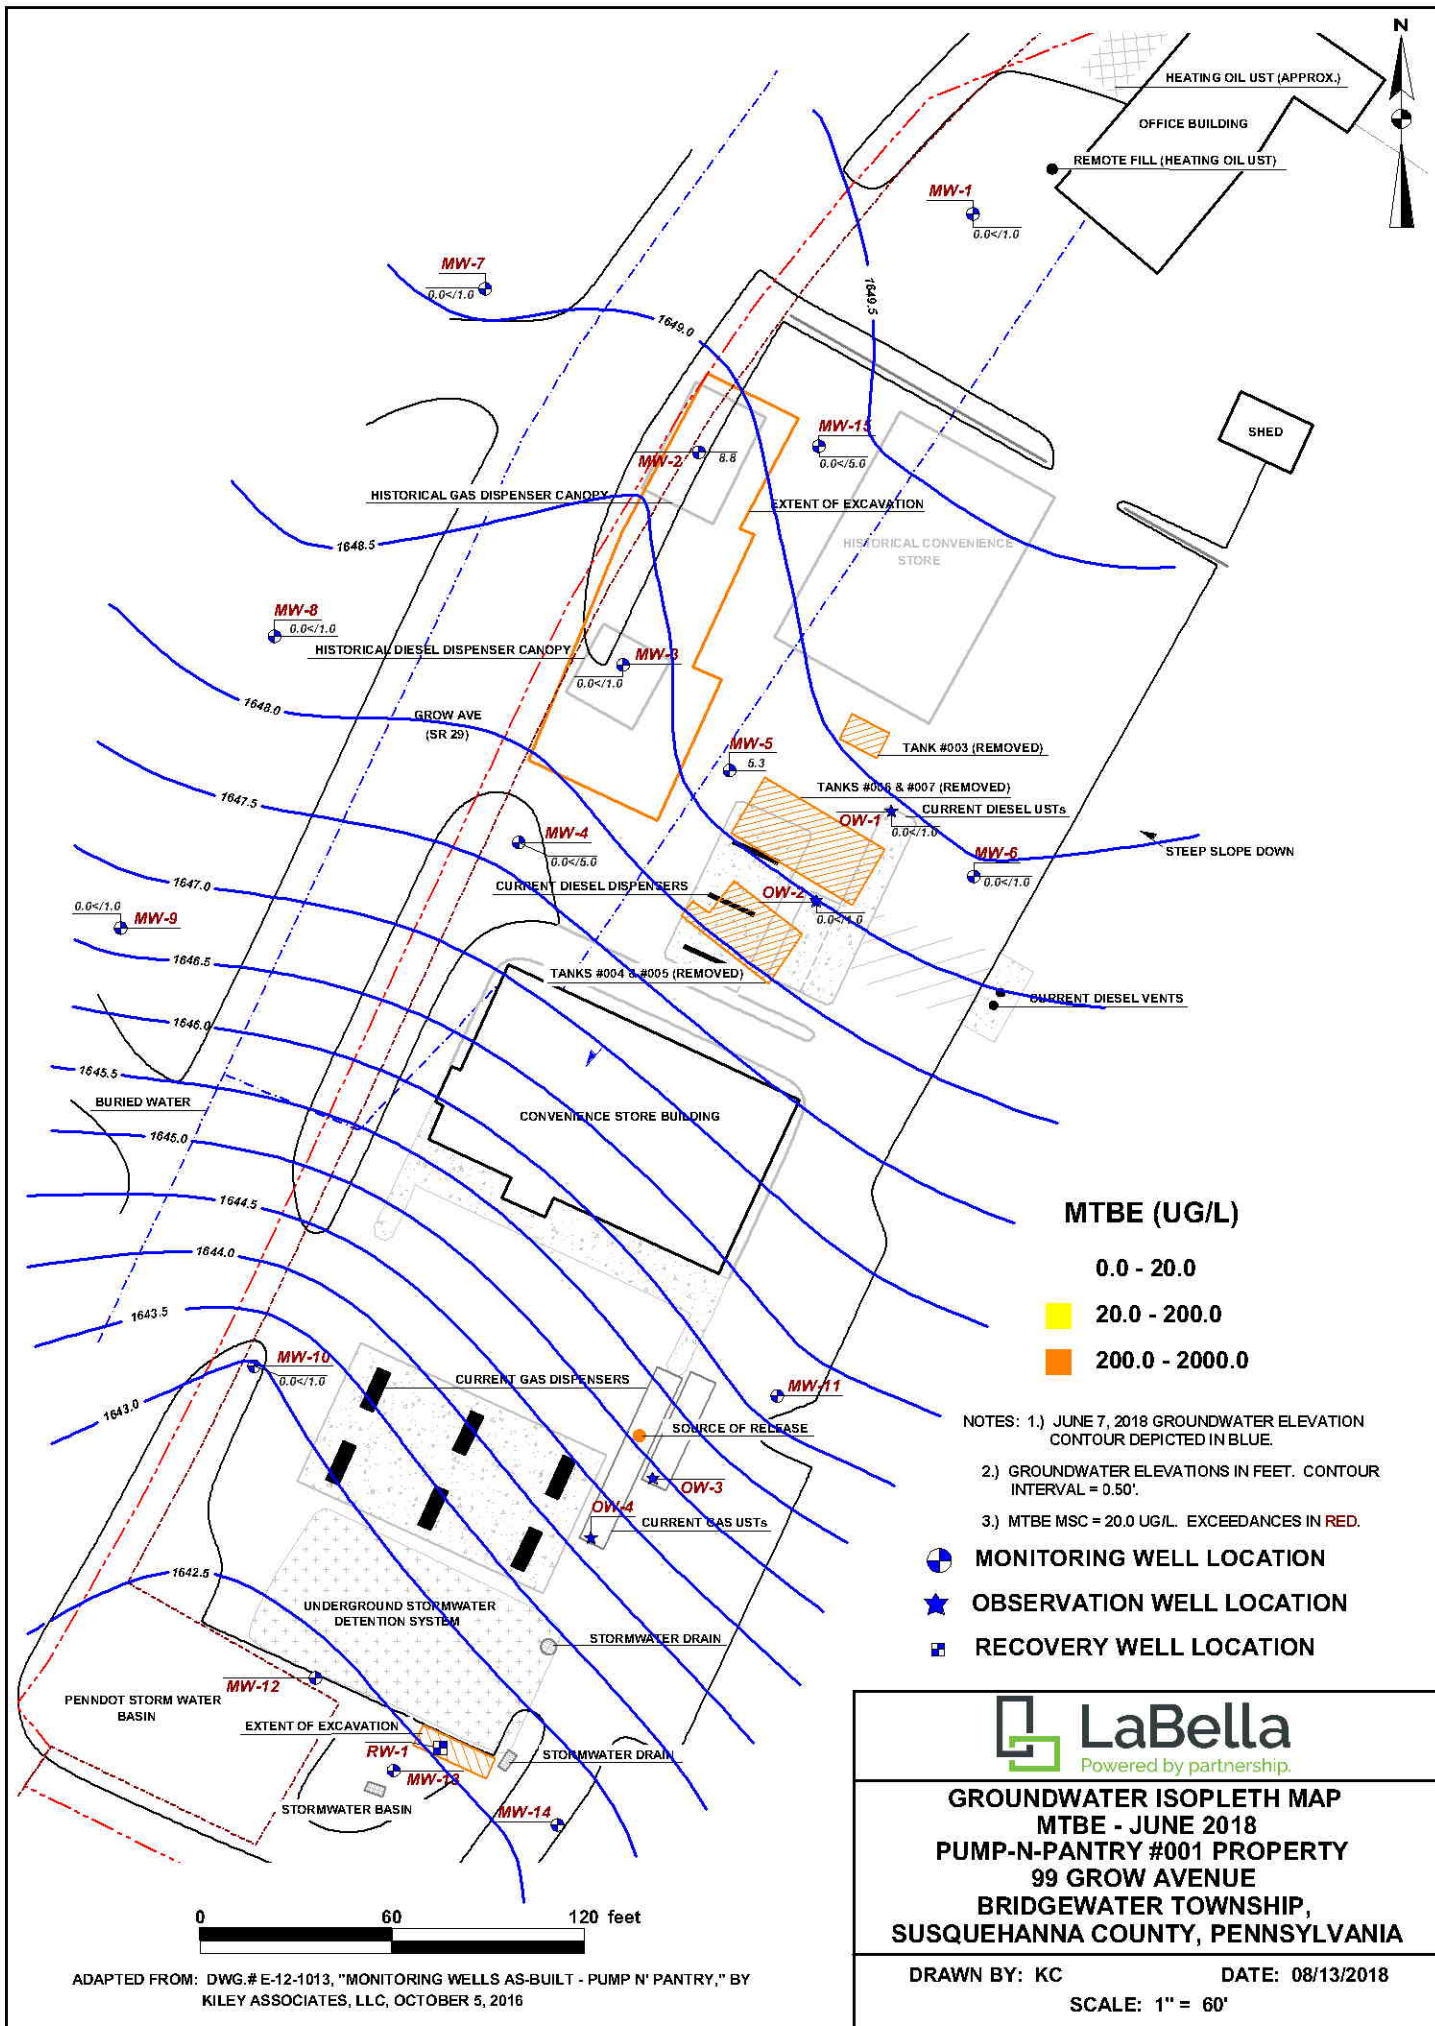 N
HEATING OIL UST (APPROX.)
OFFICE BUILDING
REMOTE FILL (HEATING OIL UST)
MW-1
0.0</1.0
MW-7
0.0</1.0
1649.5
1649.0
MW-15
0.0</5.0
SHED
MW-2
8.8
HISTORICAL GAS DISPENSER CANOPY
EXTENT OF EXCAVATION
HISTORICAL CONVENIENCE
STORE
1648.5
MW-8
0.0</1.0
HISTORICAL DIESEL DISPENSER CANOPY
MW-3
0.0</1.0
1648.0
GROW AVE
(SR 29)
MW-5
5.3
TANK #003 (REMOVED)
TANKS #006 & #007 (REMOVED)
1647.5
OW-1
CURRENT DIESEL USTs
0.0</1.0
MW-4
0.0</5.0
MW-6
0.0</1.0
STEEP SLOPE DOWN
1647.0
CURRENT DIESEL DISPENSERS
OW-2
0.0</1.0
0.0</1.0
MW-9
1646.5
TANKS #004 & #005 (REMOVED)
CURRENT DIESEL VENTS
1646.0
1645.5
BURIED WATER
CONVENIENCE STORE BUILDING
1645.0
1644.5
1644.0
1643.5
MW-10
0.0</1.0
1643.0
CURRENT GAS DISPENSERS
MW-11
SOURCE OF RELEASE
OW-3
OW-4
CURRENT GAS USTs
1642.5
UNDERGROUND STORMWATER
DETENTION SYSTEM
STORMWATER DRAIN
MW-12
PENNDOT STORM WATER
BASIN
EXTENT OF EXCAVATION
RW-1
STORMWATER DRAIN
MW-13
STORMWATER BASIN
MW-14
MTBE (UG/L)
0.0 - 20.0
20.0 - 200.0
200.0 - 2000.0
NOTES: 1.) JUNE 7, 2018 GROUNDWATER ELEVATION
CONTOUR DEPICTED IN BLUE.
2.) GROUNDWATER ELEVATIONS IN FEET. CONTOUR
INTERVAL = 0.50'.
3.) MTBE MSC = 20.0 UG/L. EXCEEDANCES IN RED.
MONITORING WELL LOCATION
OBSERVATION WELL LOCATION
RECOVERY WELL LOCATION
LaBella
Powered by partnership.
GROUNDWATER ISOPLETH MAP
MTBE - JUNE 2018
PUMP-N-PANTRY #001 PROPERTY
99 GROW AVENUE
BRIDGEWATER TOWNSHIP,
SUSQUEHANNA COUNTY, PENNSYLVANIA
DRAWN BY: KC DATE: 08/13/2018
SCALE: 1" = 60'
0 60 120 feet
ADAPTED FROM: DWG.# E-12-1013, "MONITORING WELLS AS-BUILT - PUMP N' PANTRY," BY
KILEY ASSOCIATES, LLC, OCTOBER 5, 2016